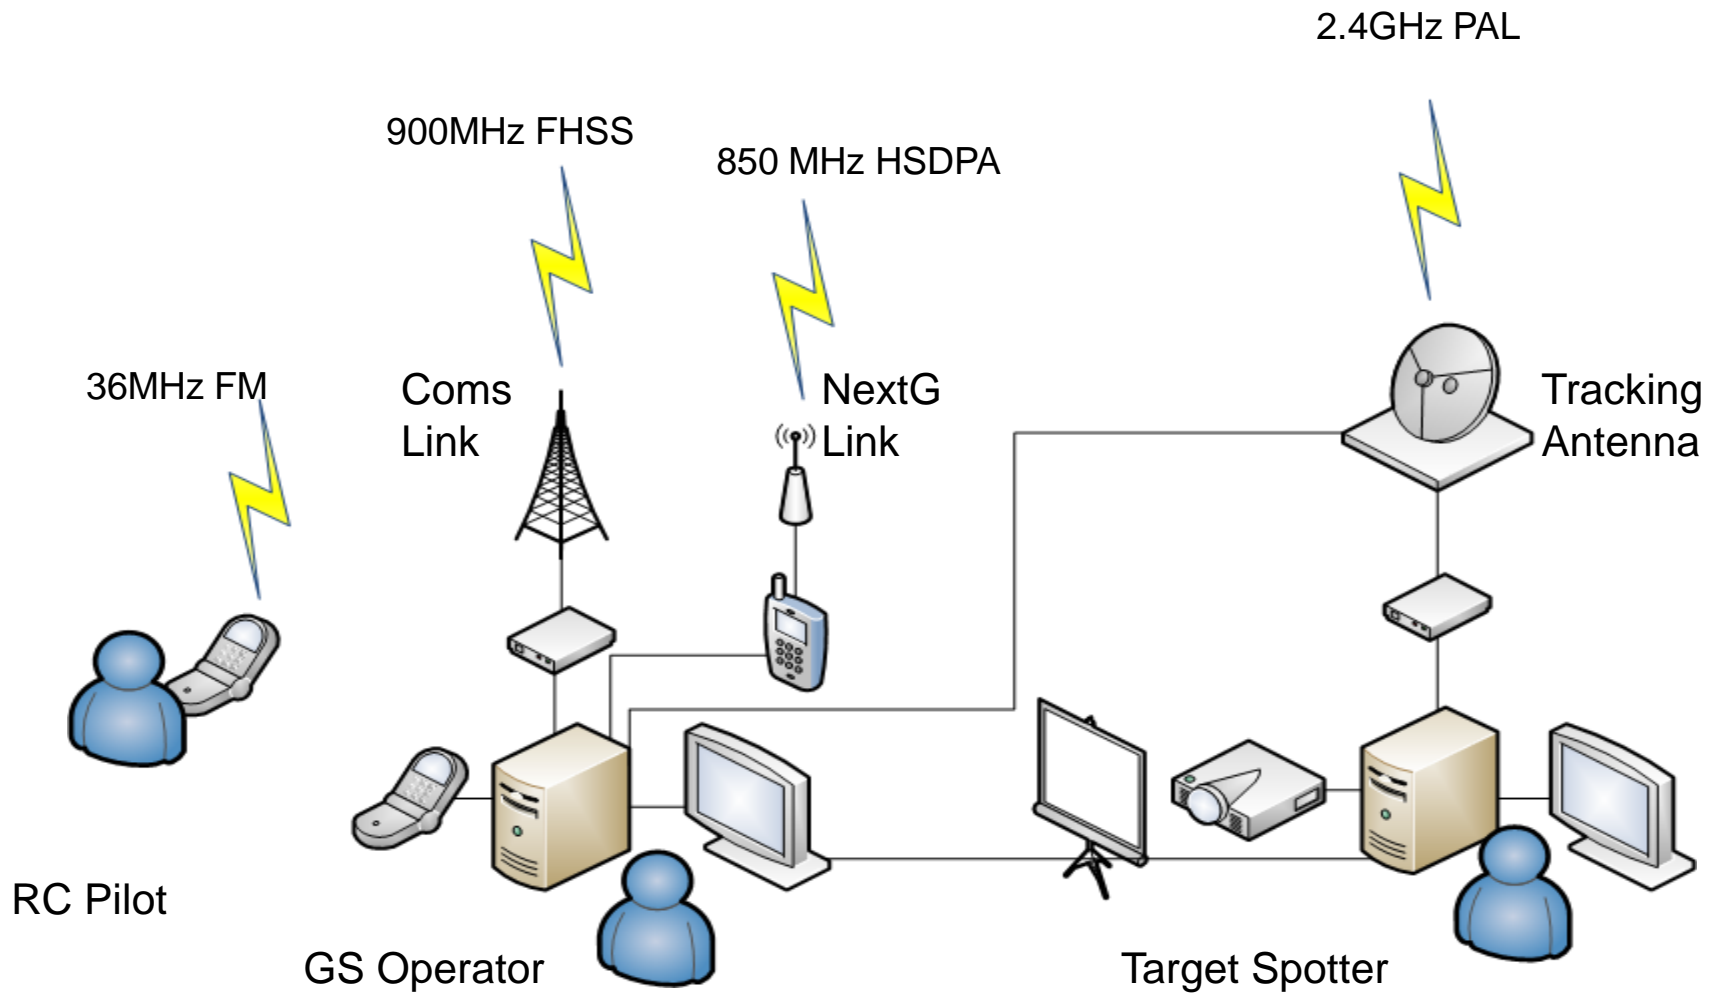 2.4GHz PAL
900MHz FHSS
850 MHz HSDPA
36MHz FM
Coms
Link
NextG
Link
Tracking
Antenna
RC Pilot
GS Operator
Target Spotter